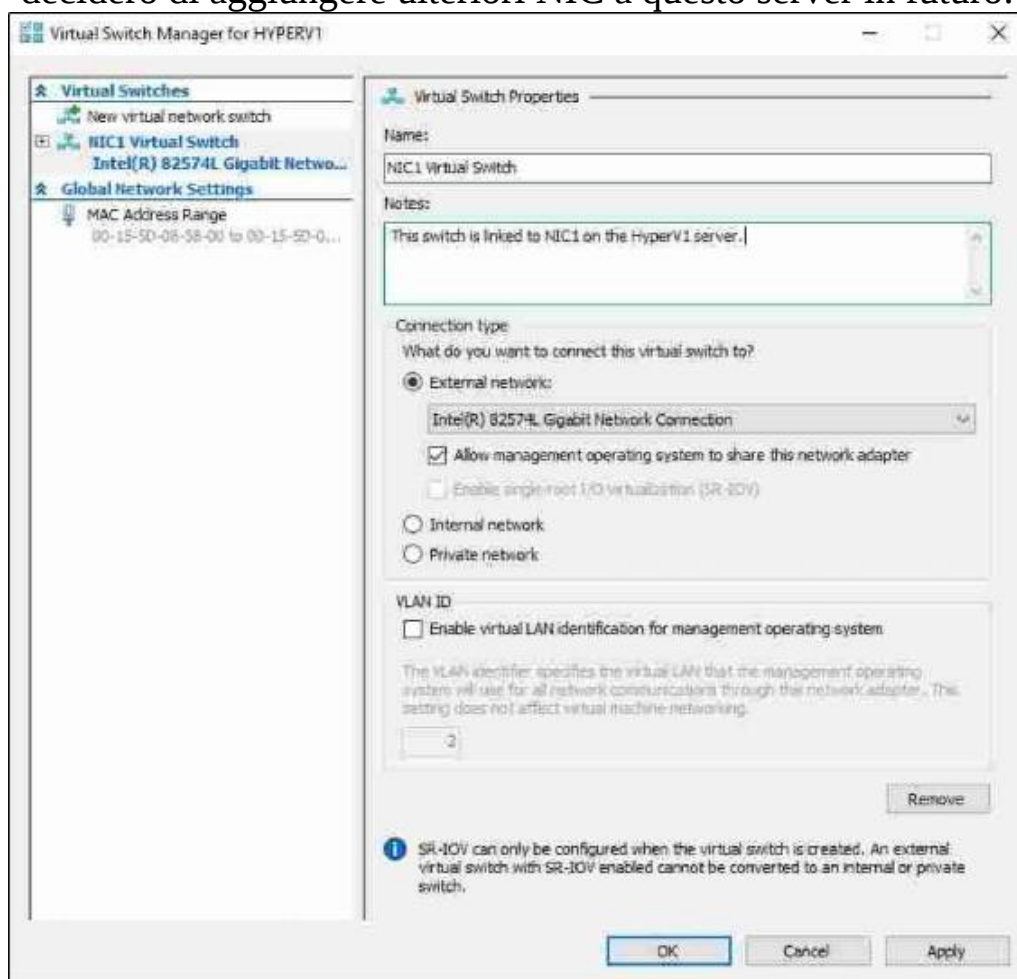 deciderò di aggiungere ulteriori NIC a questo server in futuro.
Virtual Switch Manager for HYPERV1
Virtual Switches
New virtual network switch
NIC1 Virtual Switch
Intel(R) 82574L Gigabit Netwo...
Global Network Settings
MAC Address Range
00-15-5D-08-58-00 to 00-15-5D-0...
Virtual Switch Properties
Name:
NIC1 Virtual Switch
Notes:
This switch is linked to NIC1 on the HyperV1 server.
Connection type
What do you want to connect this virtual switch to?
External network:
Intel(R) 82574L Gigabit Network Connection
Allow management operating system to share this network adapter
Enable single-root I/O virtualization (SR-IOV)
Internal network
Private network
VLAN ID
Enable virtual LAN identification for management operating system
The VLAN identifier specifies the virtual LAN that the management operating
system will use for all network communications through this network adapter. This
setting does not affect virtual machine networking.
2
Remove
SR-IOV can only be configured when the virtual switch is created. An external
virtual switch with SR-IOV enabled cannot be converted to an internal or private
switch.
OK
Cancel
Apply